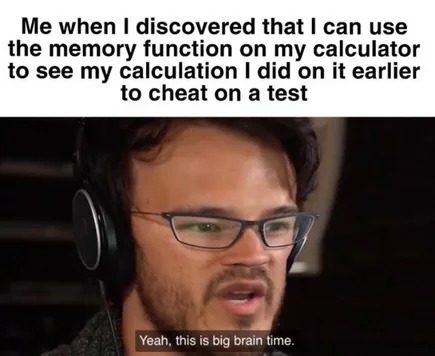 Me when I discovered that I can use
the memory function on my calculator
to see my calculation I did on it earlier
to cheat on a test
Yeah, this is big brain time.